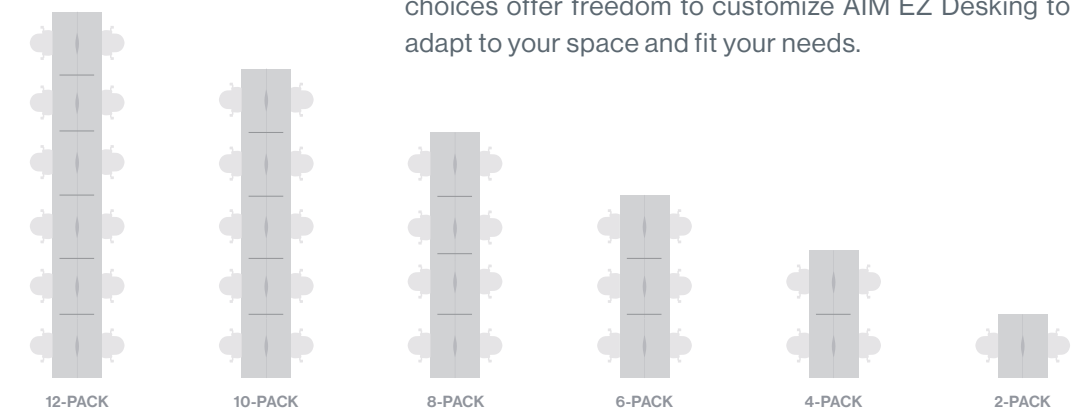 choices offer freedom to customize AIM EZ Desking to
adapt to your space and fit your needs.
12-PACK
10-PACK
8-PACK
6-PACK
4-PACK
2-PACK